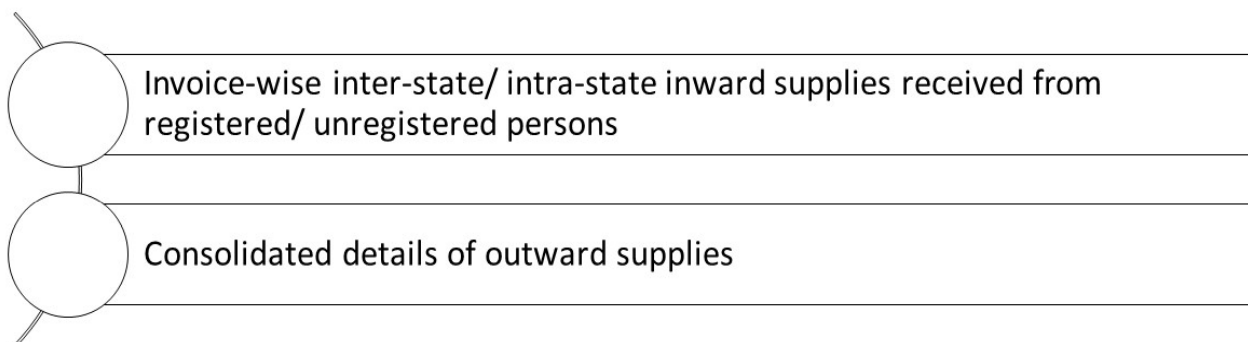 Invoice-wise inter-state/ intra-state inward supplies received from
registered/ unregistered persons
Consolidated details of outward supplies